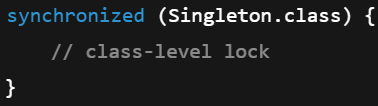 synchronized (Singleton.class) {
    // class-level lock
}